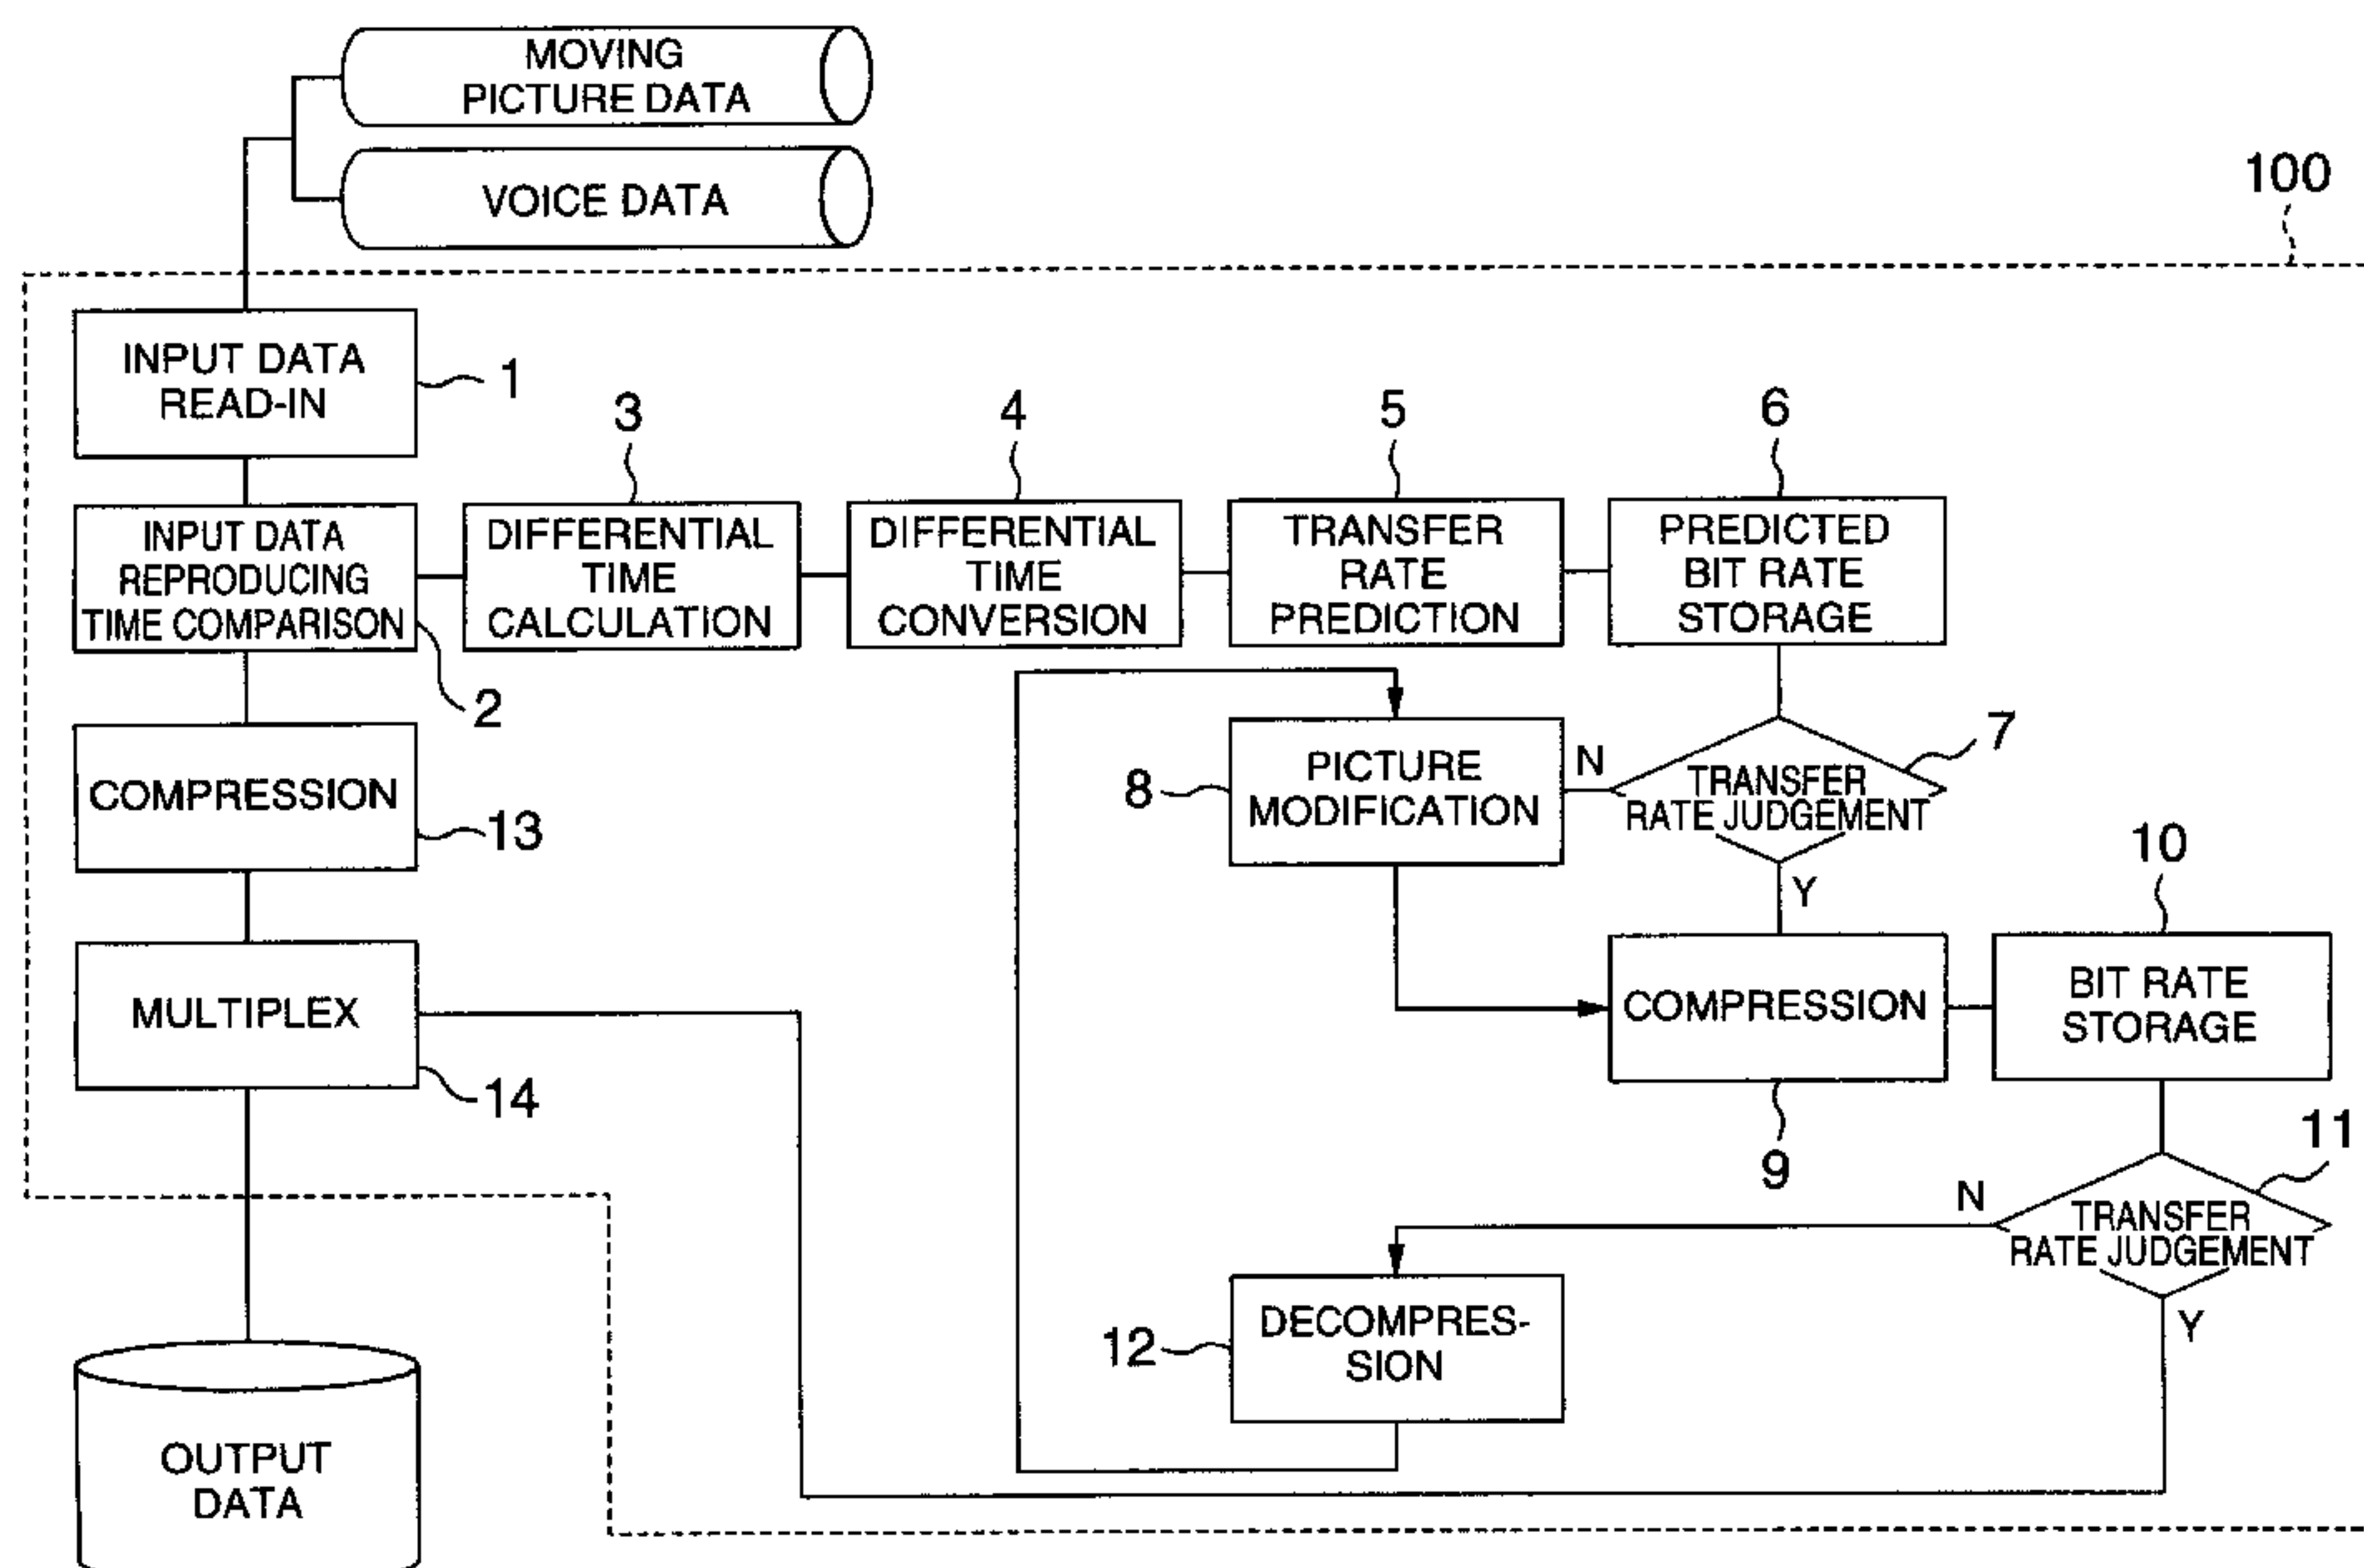 MOVING
PICTURE DATA
VOICE DATA
100
INPUT DATA
READ-IN
1
3
4
5
6
INPUT DATA
REPRODUCING
TIME COMPARISON
2
DIFFERENTIAL
TIME
CALCULATION
DIFFERENTIAL
TIME
CONVERSION
TRANSFER
RATE
PREDICTION
PREDICTED
BIT RATE
STORAGE
COMPRESSION
13
8
PICTURE
MODIFICATION
N
TRANSFER
RATE JUDGEMENT
7
Y
10
MULTIPLEX
14
COMPRESSION
9
BIT RATE
STORAGE
11
N
TRANSFER
RATE JUDGEMENT
Y
12
DECOMPRES-
SION
OUTPUT
DATA